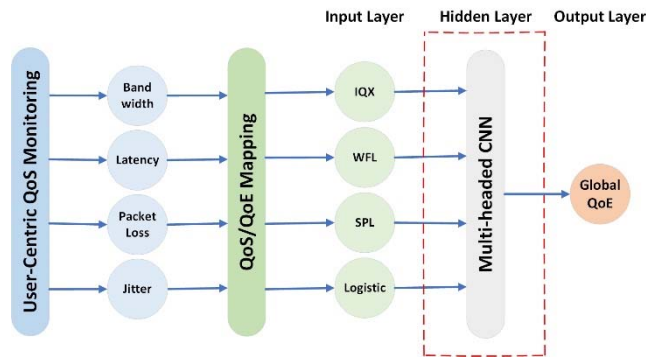 Input Layer
Hidden Layer
Output Layer
User-Centric QoS Monitoring
Band
width
Latency
Packet
Loss
Jitter
QoS/QoE Mapping
IQX
WFL
SPL
Logistic
Multi-headed CNN
Global
QoE